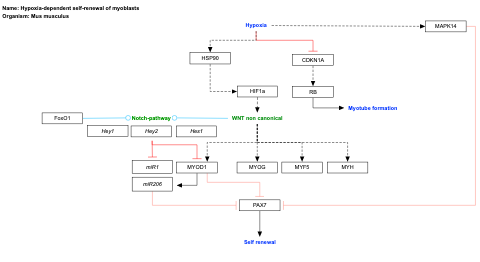 Name: Hypoxia-dependent self-renewal of myoblasts
Organism: Mus musculus
Hypoxia
MAPK14
HSP90
CDKN1A
HIF1a
RB
Myotube formation
FoxO1
Notch-pathway
WNT non canonical
Hey1
Hey2
Hes1
miR1
MYOD1
MYOG
MYF5
MYH
miR206
PAX7
Self renewal